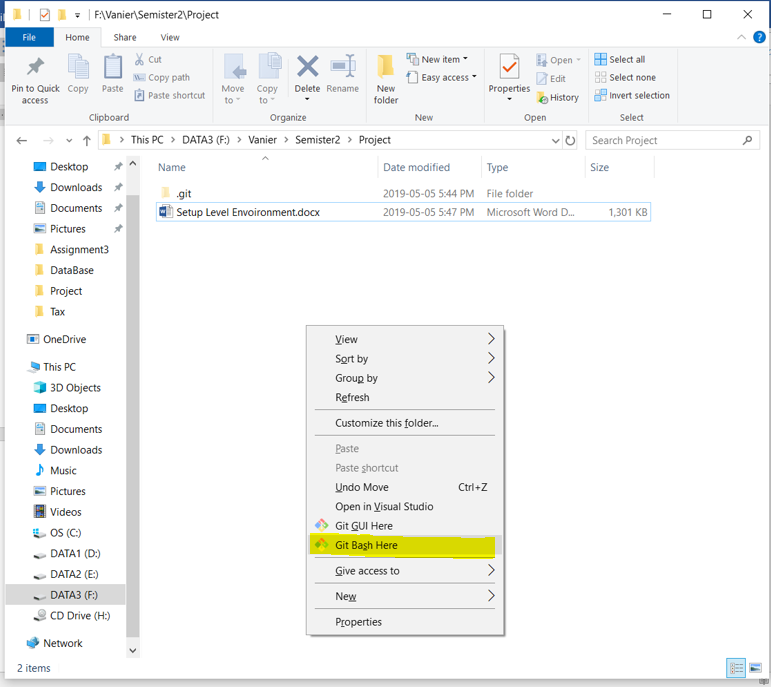 F:\Vanier\Semister2\Project
File Home Share View
Pin to Quick access
Copy
Paste
Cut
Copy path
Paste shortcut
Clipboard
Move to
Copy to
Delete
Rename
Organize
New folder
New item
Easy access
New
Properties
Open
Edit
History
Open
Select all
Select none
Invert selection
Select
This PC > DATA3 (F:) > Vanier > Semister2 > Project
Search Project
Name Date modified Type Size
.git 2019-05-05 5:44 PM File folder
Setup Level Envoironment.docx 2019-05-05 5:47 PM Microsoft Word D... 1,301 KB
Desktop
Downloads
Documents
Pictures
Assignment3
DataBase
Project
Tax
OneDrive
This PC
3D Objects
Desktop
Documents
Downloads
Music
Pictures
Videos
OS (C:)
DATA1 (D:)
DATA2 (E:)
DATA3 (F:)
CD Drive (H:)
Network
View
Sort by
Group by
Refresh
Customize this folder...
Paste
Paste shortcut
Undo Move Ctrl+Z
Open in Visual Studio
Git GUI Here
Git Bash Here
Give access to
New
Properties
2 items